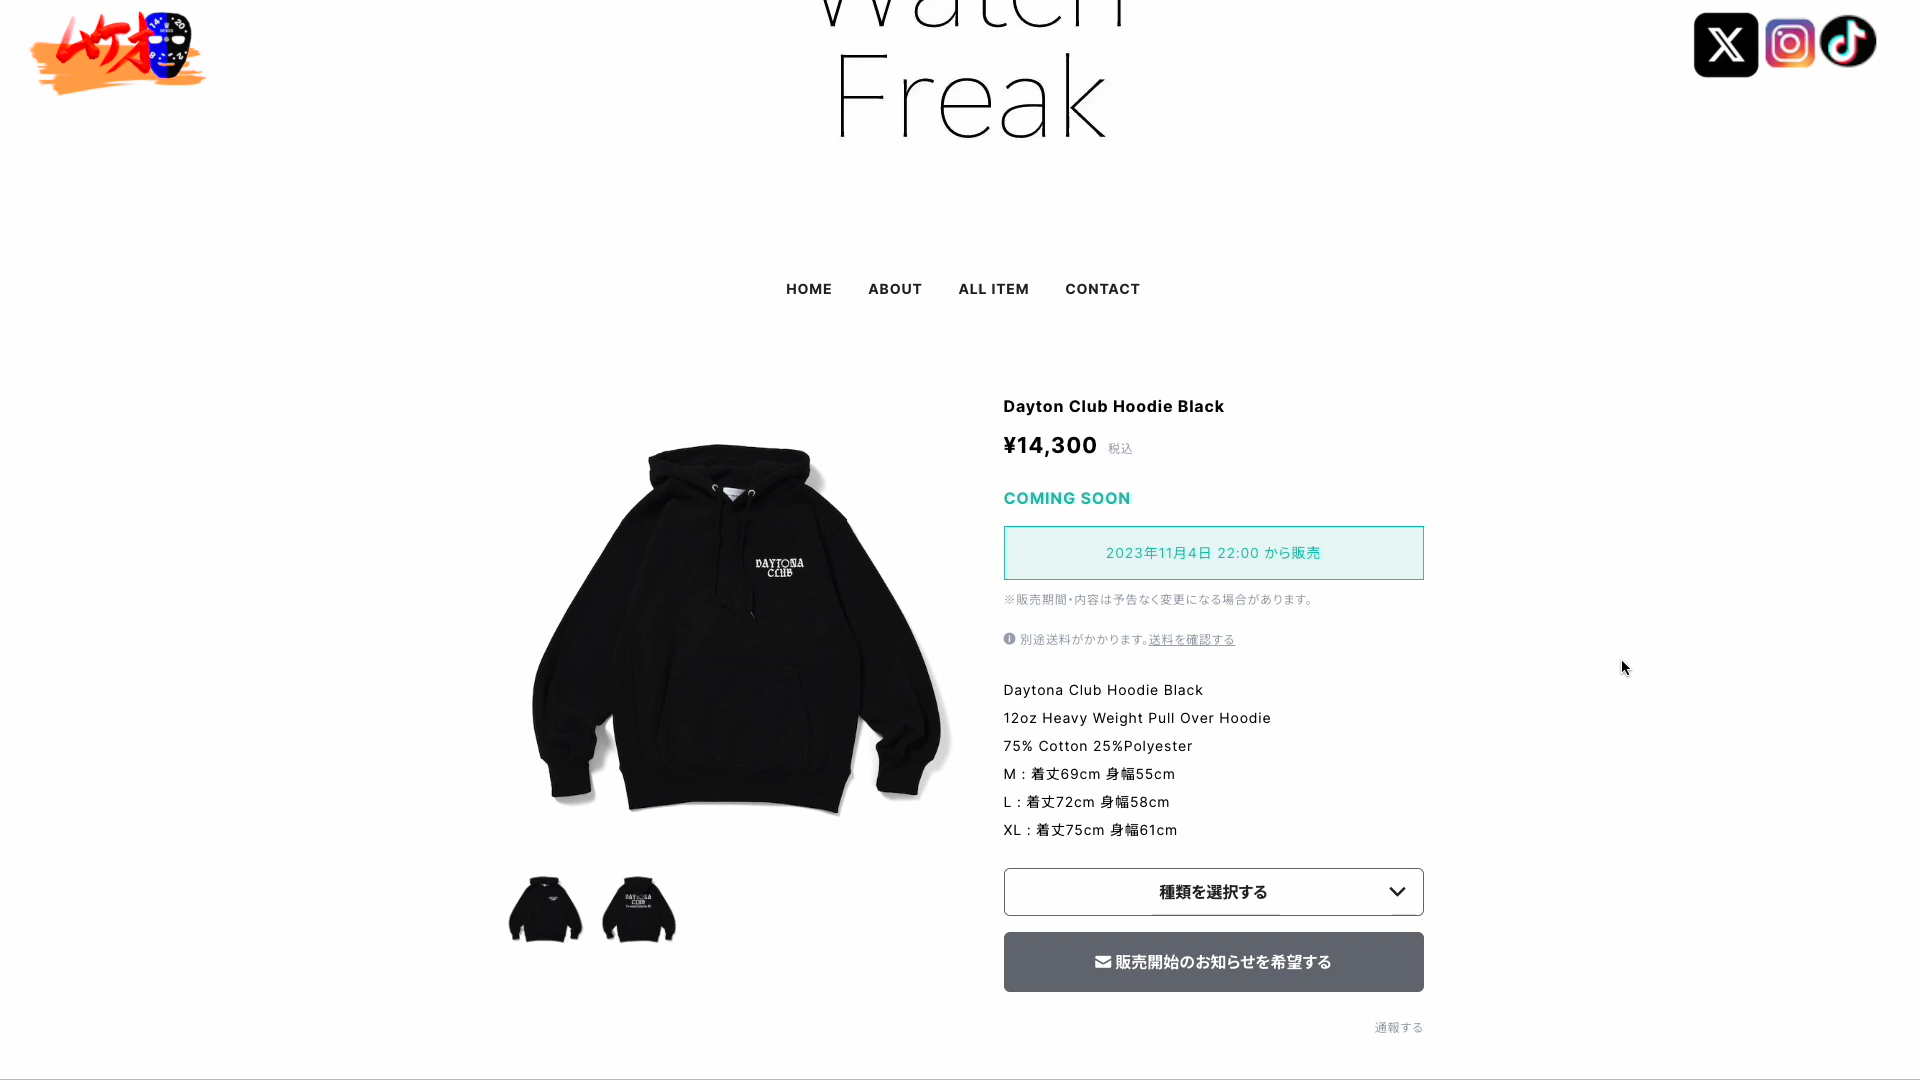 Watch
Freak
HOME ABOUT ALL ITEM CONTACT
Dayton Club Hoodie Black
¥14,300 税込
COMING SOON
2023年11月4日 22:00 から販売
※販売期間・内容は予告なく変更になる場合があります。
別途送料がかかります。送料を確認する
DAYTONA
CLUB
Daytona Club Hoodie Black
12oz Heavy Weight Pull Over Hoodie
75% Cotton 25%Polyester
M : 着丈69cm 身幅55cm
L : 着丈72cm 身幅58cm
XL : 着丈75cm 身幅61cm
DAYTONA
CLUB
種類を選択する
販売開始のお知らせを希望する
通報する